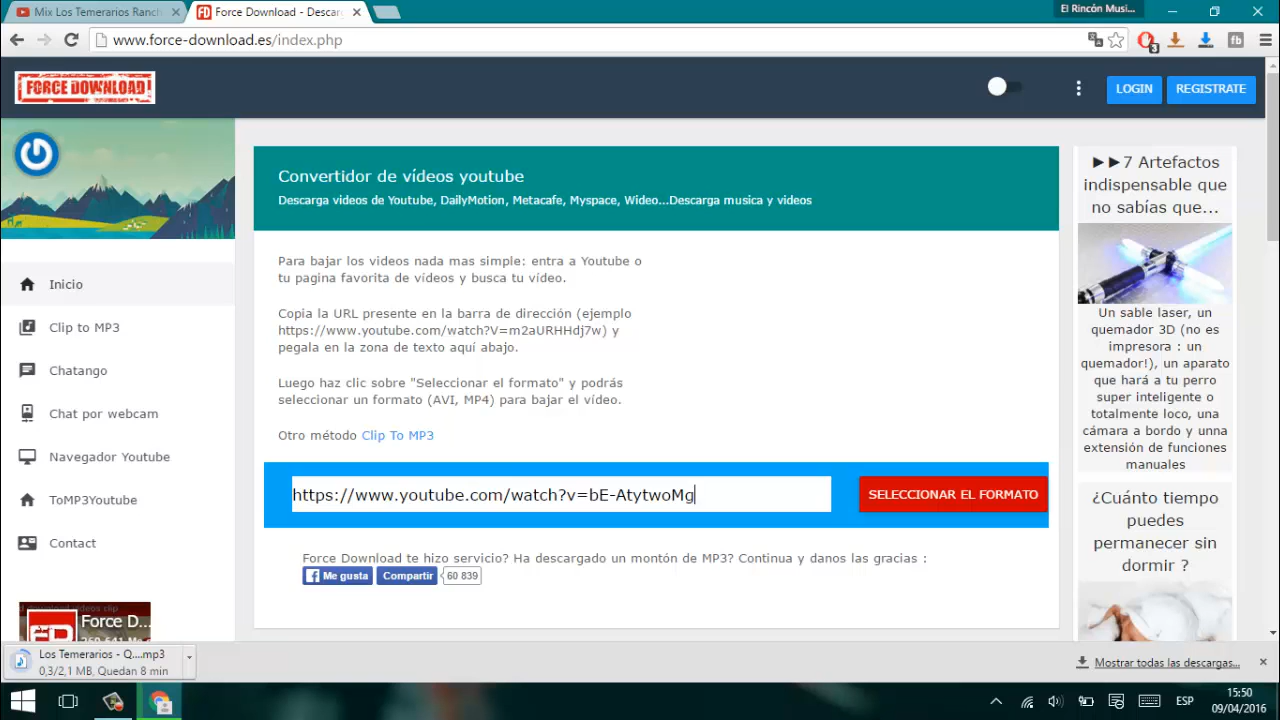 Mix Los Temerarios Ranch
Force Download - Descar
El Rincón Musi...
www.force-download.es/index.php
3
fb
FORCE DOWNLOAD!
LOGIN
REGISTRATE
Inicio
Clip to MP3
Chatango
Chat por webcam
Navegador Youtube
ToMP3Youtube
Contact
d download videos clip
FD
Force D...
Convertidor de vídeos youtube
Descarga videos de Youtube, DailyMotion, Metacafe, Myspace, Wideo...Descarga musica y videos
Para bajar los videos nada mas simple: entra a Youtube o
tu pagina favorita de vídeos y busca tu vídeo.
Copia la URL presente en la barra de dirección (ejemplo
https://www.youtube.com/watch?V=m2aURHHdj7w) y
pegala en la zona de texto aquí abajo.
Luego haz clic sobre "Seleccionar el formato" y podrás
seleccionar un formato (AVI, MP4) para bajar el vídeo.
Otro método Clip To MP3
https://www.youtube.com/watch?v=bE-AtytwoMg
SELECCIONAR EL FORMATO
Force Download te hizo servicio? Ha descargado un montón de MP3? Continua y danos las gracias :
Me gusta
Compartir
60 839
►►7 Artefactos
indispensable que
no sabías que...
Un sable laser, un
quemador 3D (no es
impresora : un
quemador!), un aparato
que hará a tu perro
super inteligente o
totalmente loco, una
cámara a bordo y unna
extensión de funciones
manuales
¿Cuánto tiempo
puedes
permanecer sin
dormir ?
Los Temerarios - Q....mp3
0,3/2,1 MB, Quedan 8 min
Mostrar todas las descargas...
ESP
15:50
09/04/2016